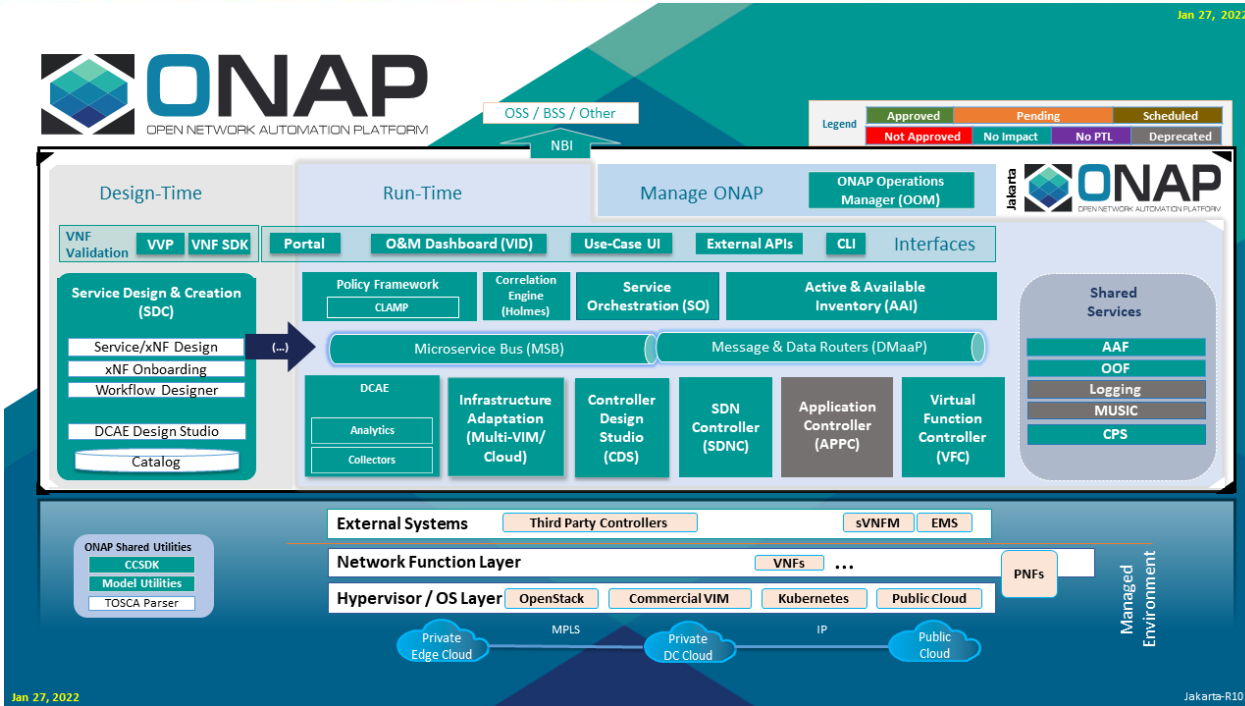 Jan 27, 2022
ONAP
OPEN NETWORK AUTOMATION PLATFORM
OSS / BSS / Other
NBI
Legend
Approved
Pending
Scheduled
Not Approved
No Impact
No PTL
Deprecated
Design-Time
Run-Time
Manage ONAP
ONAP Operations
Manager (OOM)
Jakarta
ONAP
OPEN NETWORK AUTOMATION PLATFORM
VNF
Validation
VVP
VNF SDK
Portal
O&M Dashboard (VID)
Use-Case UI
External APIs
CLI
Interfaces
Service Design & Creation
(SDC)
Service/xNF Design
xNF Onboarding
Workflow Designer
DCAE Design Studio
Catalog
(...)
Policy Framework
CLAMP
Correlation
Engine
(Holmes)
Service
Orchestration (SO)
Active & Available
Inventory (AAI)
Microservice Bus (MSB)
Message & Data Routers (DMaaP)
DCAE
Analytics
Collectors
Infrastructure
Adaptation
(Multi-VIM/
Cloud)
Controller
Design
Studio
(CDS)
SDN
Controller
(SDNC)
Application
Controller
(APPC)
Virtual
Function
Controller
(VFC)
Shared
Services
AAF
OOF
Logging
MUSIC
CPS
ONAP Shared Utilities
CCSDK
Model Utilities
TOSCA Parser
External Systems
Third Party Controllers
sVNFM
EMS
Network Function Layer
VNFs
...
PNFs
Hypervisor / OS Layer
OpenStack
Commercial VIM
Kubernetes
Public Cloud
Managed
Environment
Private
Edge Cloud
MPLS
Private
DC Cloud
IP
Public
Cloud
Jan 27, 2022
Jakarta-R10